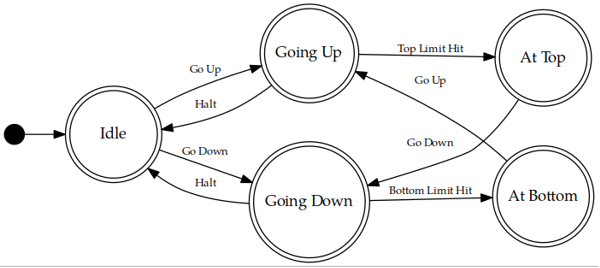 Going Up
Top Limit Hit
At Top
Go Up
Go Up
Halt
Idle
Go Down
Go Down
Halt
Going Down
Bottom Limit Hit
At Bottom